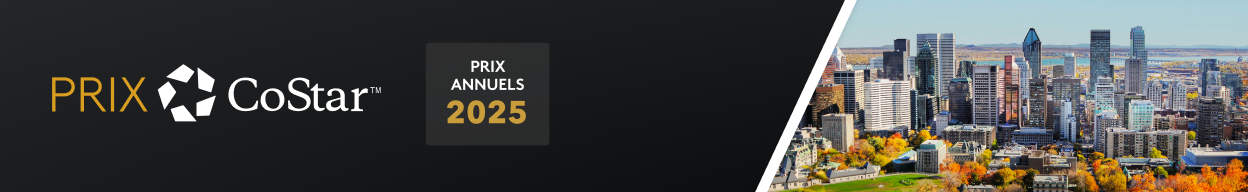 PRIX CoStar™
PRIX
ANNUELS
2025